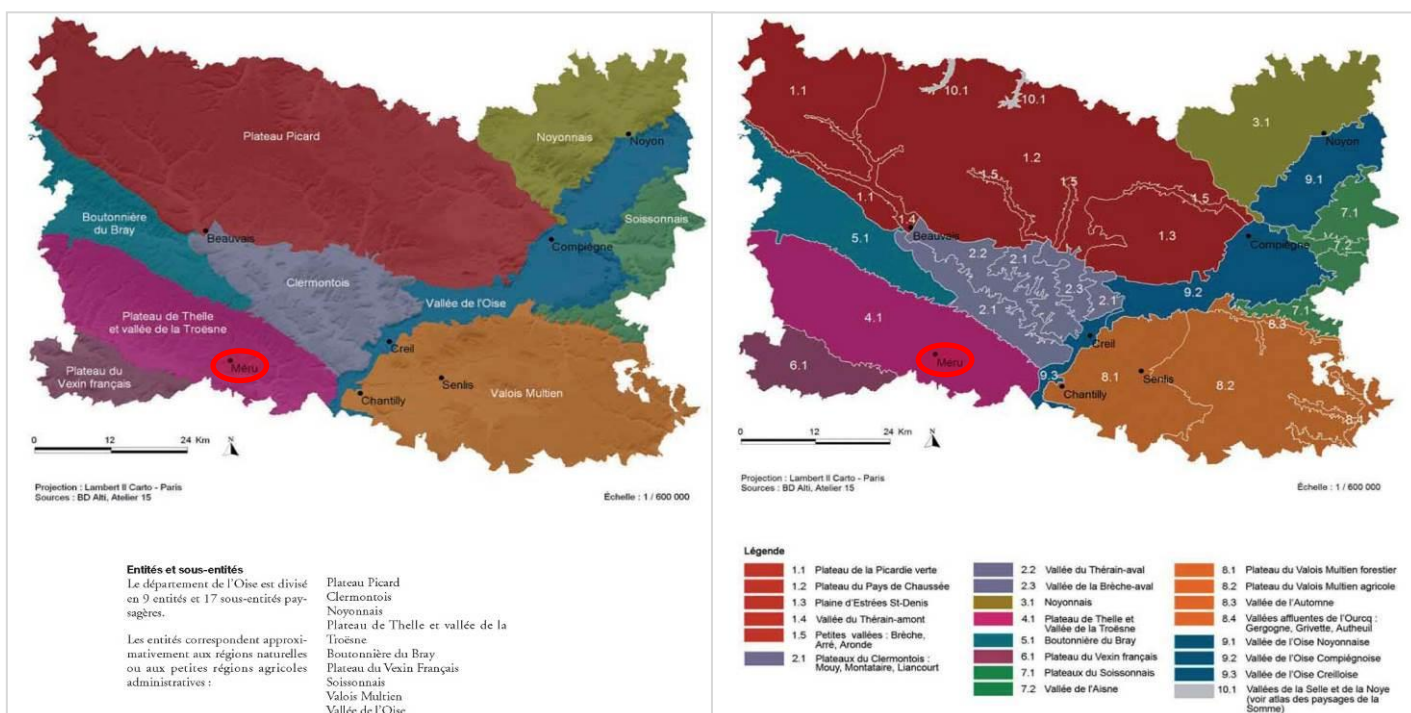 Plateau Picard
Noyonnais
Noyon
Boutonnière
du Bray
Soissonnais
Beauvais
Compiègne
Clermontois
Vallée de l'Oise
Plateau de Thelle
et vallée de la Troësne
Creil
Méru
Plateau du
Vexin français
Senlis
Valois Multien
Chantilly
0 12 24 Km
N
Projection : Lambert II Carto - Paris
Sources : BD Alti, Atelier 15
Échelle : 1 / 600 000
Entités et sous-entités
Le département de l'Oise est divisé
en 9 entités et 17 sous-entités pay-
sagères.
Les entités correspondent approxi-
mativement aux régions naturelles
ou aux petites régions agricoles
administratives :
Plateau Picard
Clermontois
Noyonnais
Plateau de Thelle et vallée de la
Troësne
Boutonnière du Bray
Plateau du Vexin Français
Soissonnais
Valois Multien
Vallée de l'Oise
1.1
10.1
10.1
3.1
Noyon
1.2
1.5
1.5
1.5
9.1
1.1
1.4
7.1
Beauvais
Compiègne
5.1
1.3
7.2
2.2
2.1
2.3
2.1
9.2
2.1
7.1
4.1
8.3
Creil
Méru
6.1
9.3
8.1
Senlis
8.2
Chantilly
8.4
0 12 24 Km
N
Projection : Lambert II Carto - Paris
Sources : BD Alti, Atelier 15
Échelle : 1 / 600 000
Légende
1.1 Plateau de la Picardie verte
1.2 Plateau du Pays de Chaussée
1.3 Plaine d'Estrées St-Denis
1.4 Vallée du Thérain-amont
1.5 Petites vallées : Brèche,
Arré, Aronde
2.1 Plateaux du Clermontois :
Mouy, Montataire, Liancourt
2.2 Vallée du Thérain-aval
2.3 Vallée de la Brèche-aval
3.1 Noyonnais
4.1 Plateau de Thelle et
Vallée de la Troësne
5.1 Boutonnière du Bray
6.1 Plateau du Vexin français
7.1 Plateaux du Soissonnais
7.2 Vallée de l'Aisne
8.1 Plateau du Valois Multien forestier
8.2 Plateau du Valois Multien agricole
8.3 Vallée de l'Automne
8.4 Vallées affluentes de l'Ourcq :
Gergogne, Grivette, Autheuil
9.1 Vallée de l'Oise Noyonnaise
9.2 Vallée de l'Oise Compiégnoise
9.3 Vallée de l'Oise Creilloise
10.1 Vallées de la Selle et de la Noye
(voir atlas des paysages de la
Somme)